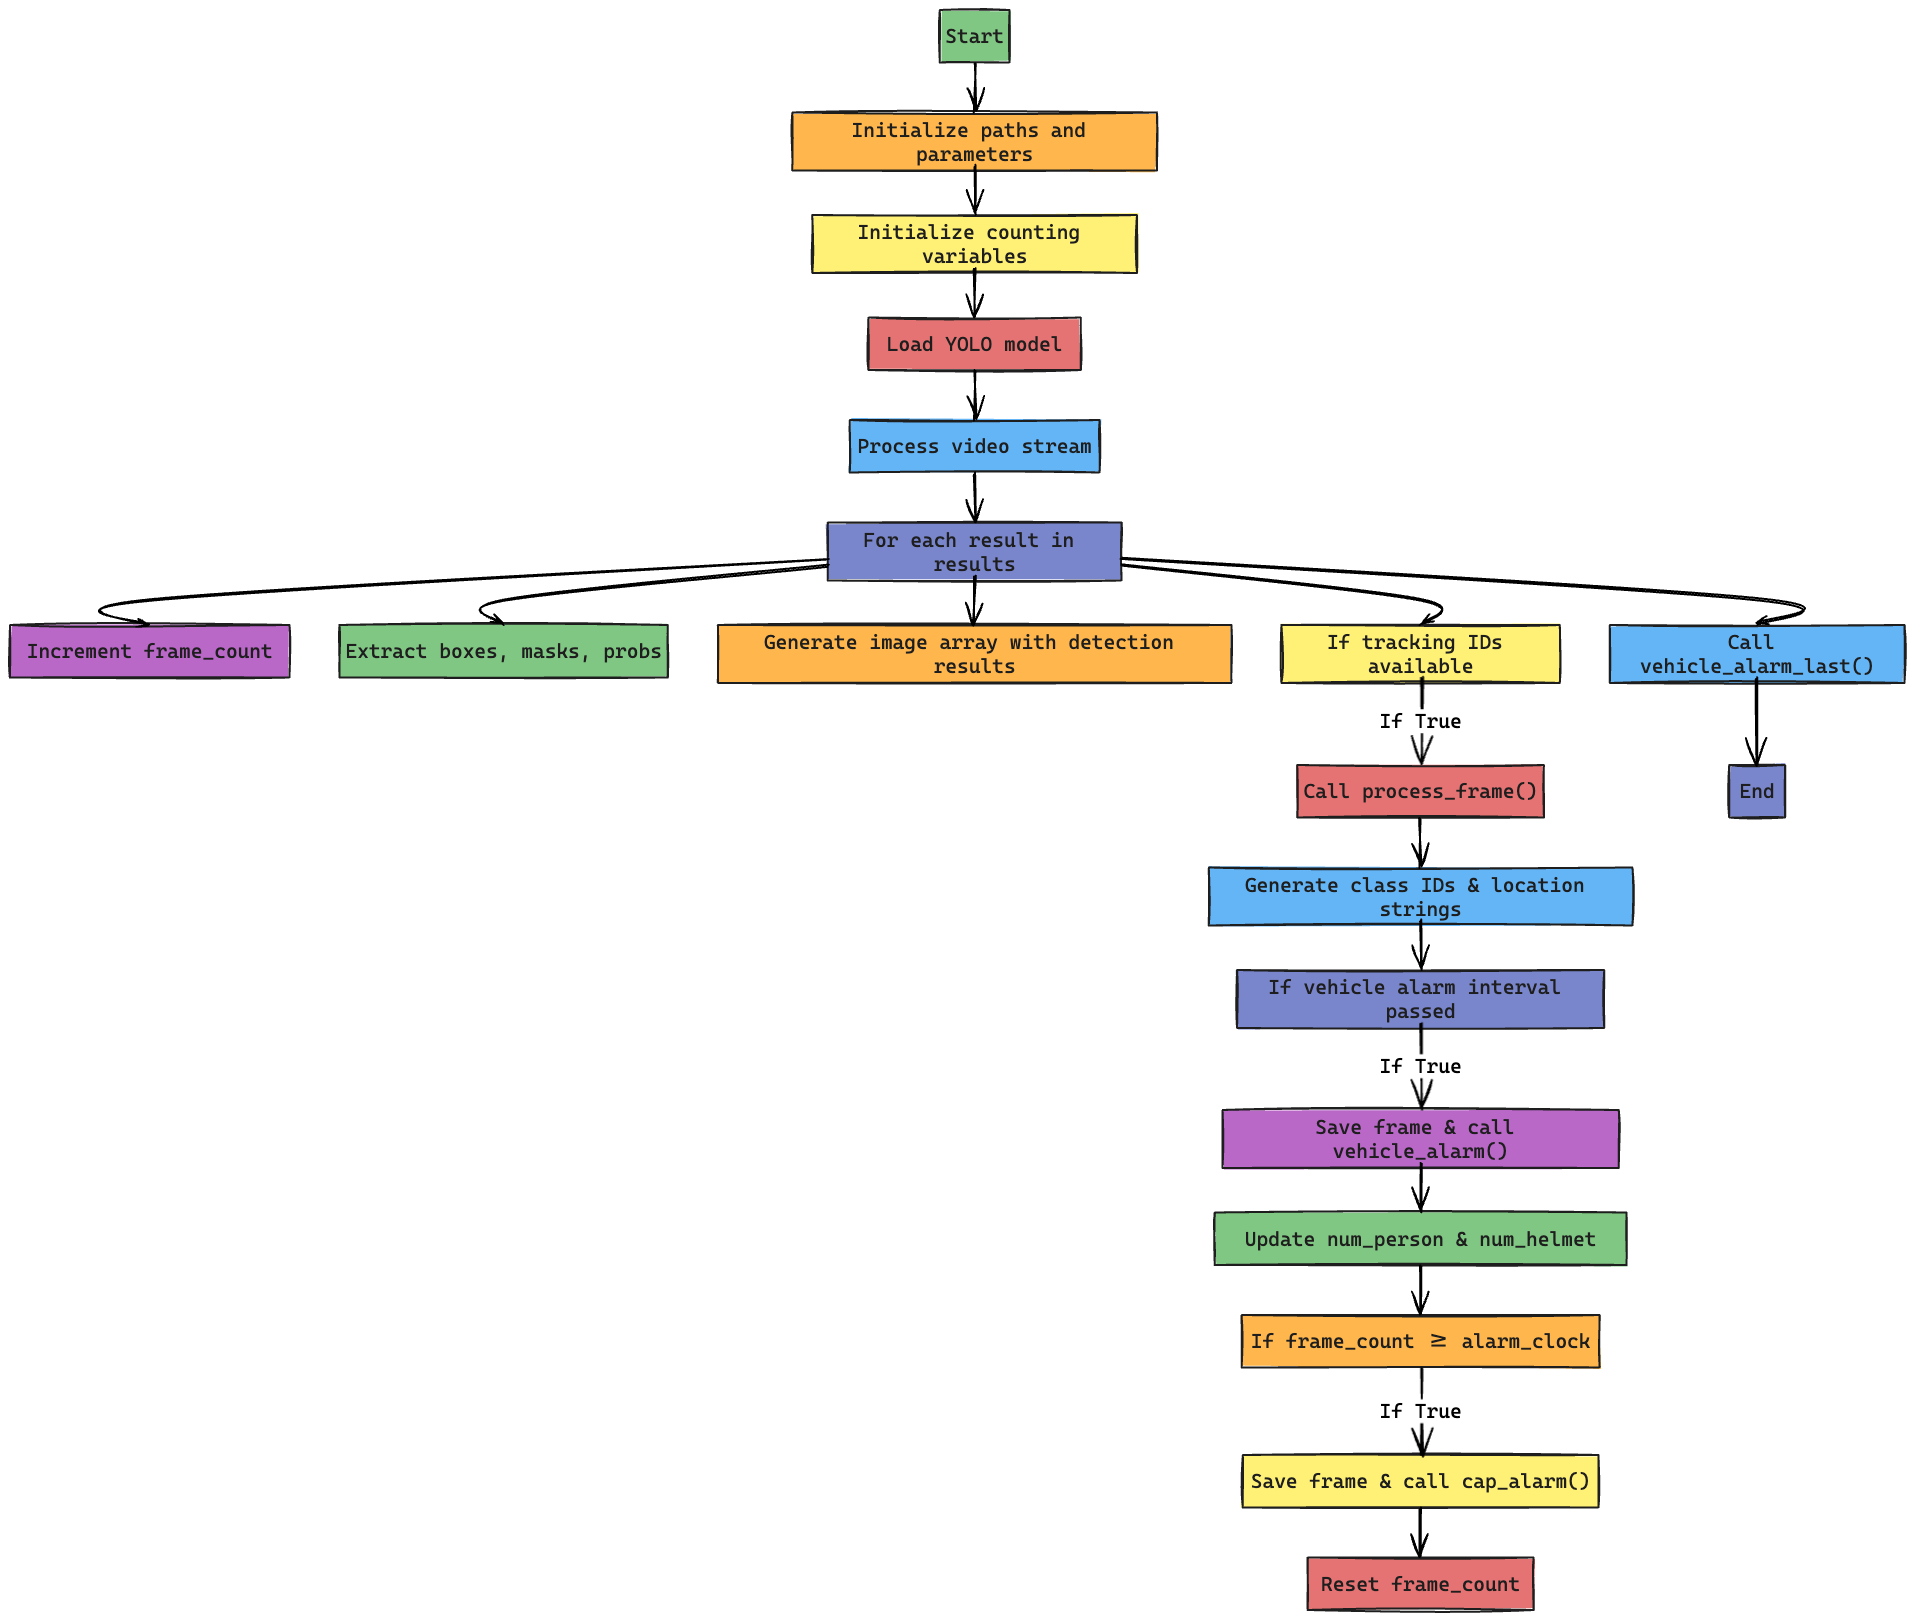 Start
Initialize paths and
parameters
Initialize counting
variables
Load YOLO model
Process video stream
For each result in
results
Increment frame_count
Extract boxes, masks, probs
Generate image array with detection
results
If tracking IDs
available
Call
vehicle_alarm_last()
If True
Call process_frame()
End
Generate class IDs & location
strings
If vehicle alarm interval
passed
If True
Save frame & call
vehicle_alarm()
Update num_person & num_helmet
If frame_count ≥ alarm_clock
If True
Save frame & call cap_alarm()
Reset frame_count